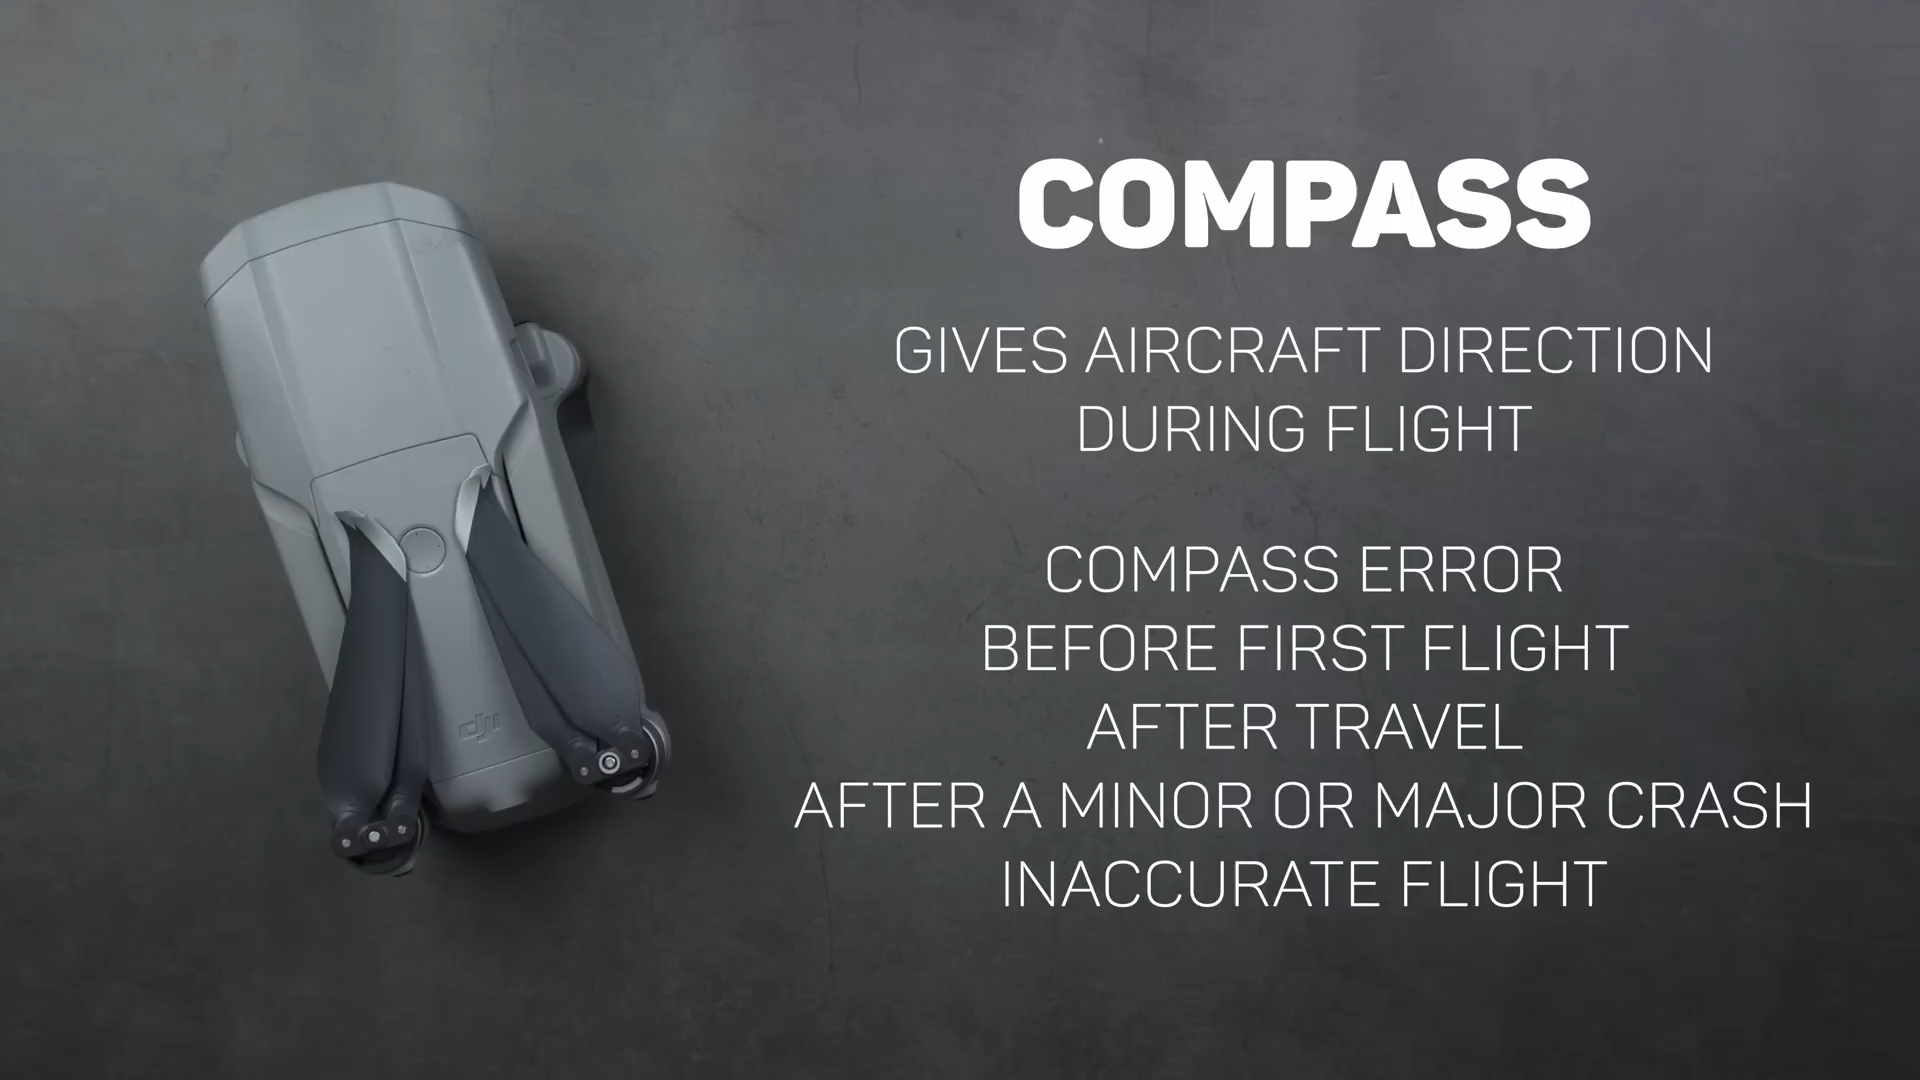 COMPASS
GIVES AIRCRAFT DIRECTION
DURING FLIGHT
COMPASS ERROR
BEFORE FIRST FLIGHT
AFTER TRAVEL
AFTER A MINOR OR MAJOR CRASH
INACCURATE FLIGHT
dji